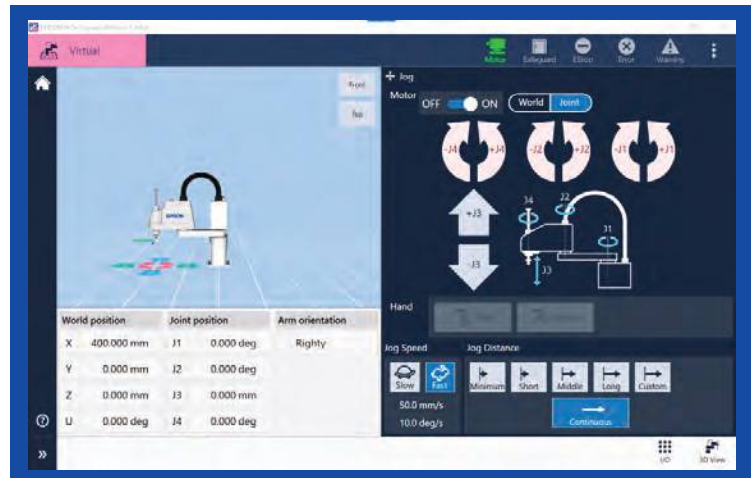 Virtual
Motor
Safeguard
EStop
Error
Warning
Front
Top
EPSON
Jog
Motor
OFF
ON
World
Joint
-J4
+J4
-J2
+J2
-J1
+J1
+J3
-J3
J4
J2
J1
J3
World position
Joint position
Arm orientation
X 400.000 mm J1 0.000 deg Righty
Y 0.000 mm J2 0.000 deg
Z 0.000 mm J3 0.000 mm
U 0.000 deg J4 0.000 deg
Hand
Jog Speed
Slow
Fast
50.0 mm/s
10.0 deg/s
Jog Distance
Minimum
Short
Middle
Long
Custom
Continuous
I/O
3D View